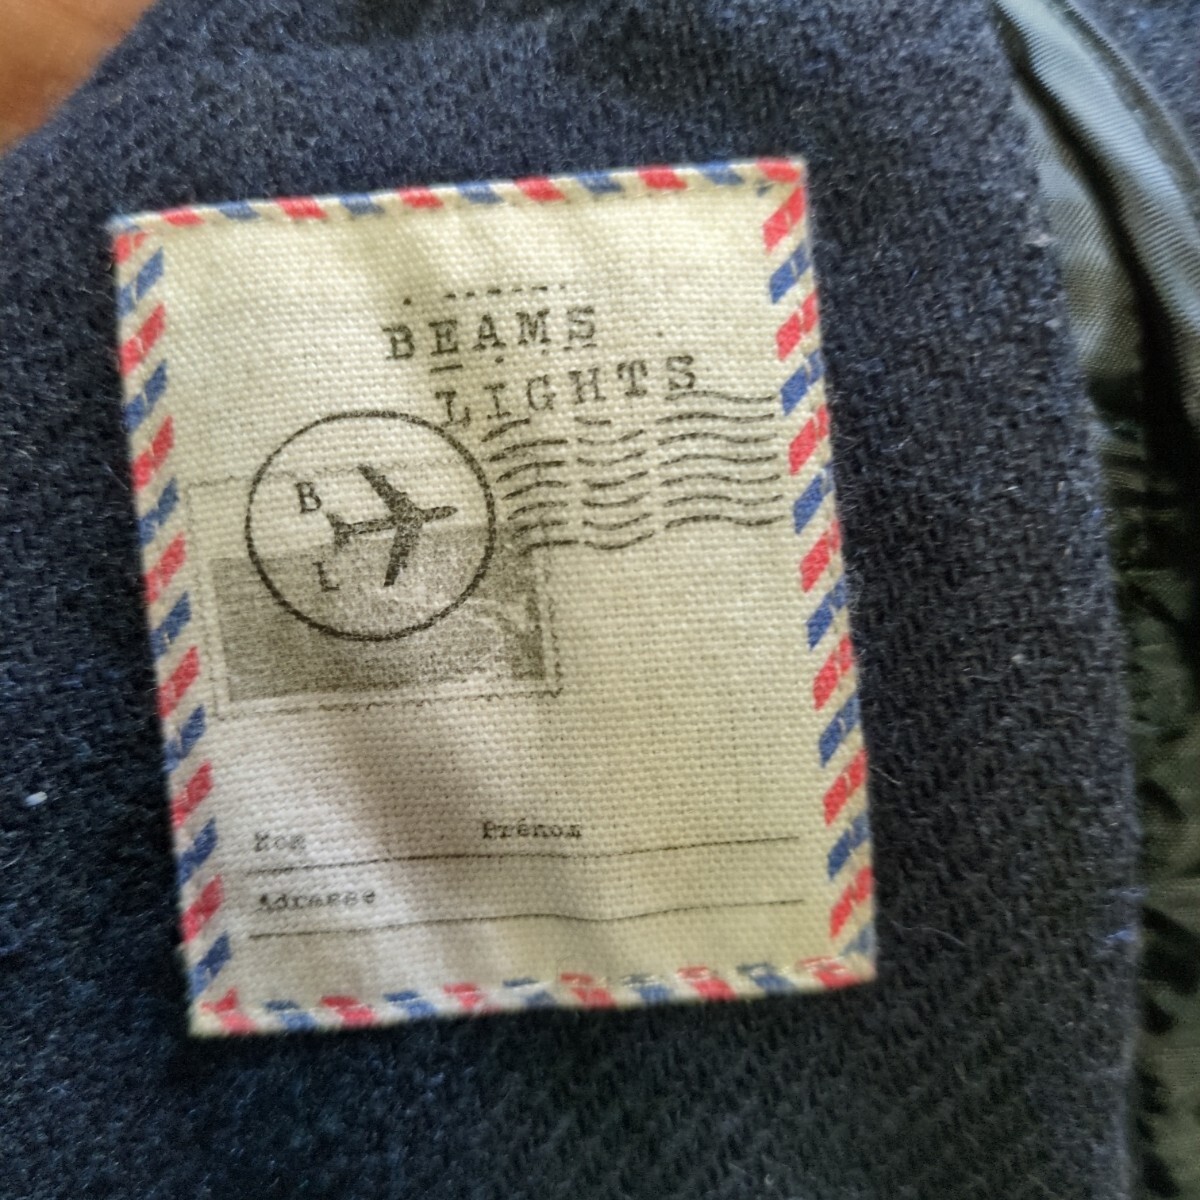 BEAMS
LIGHTS
B
L
Nom Prénom
Adresse